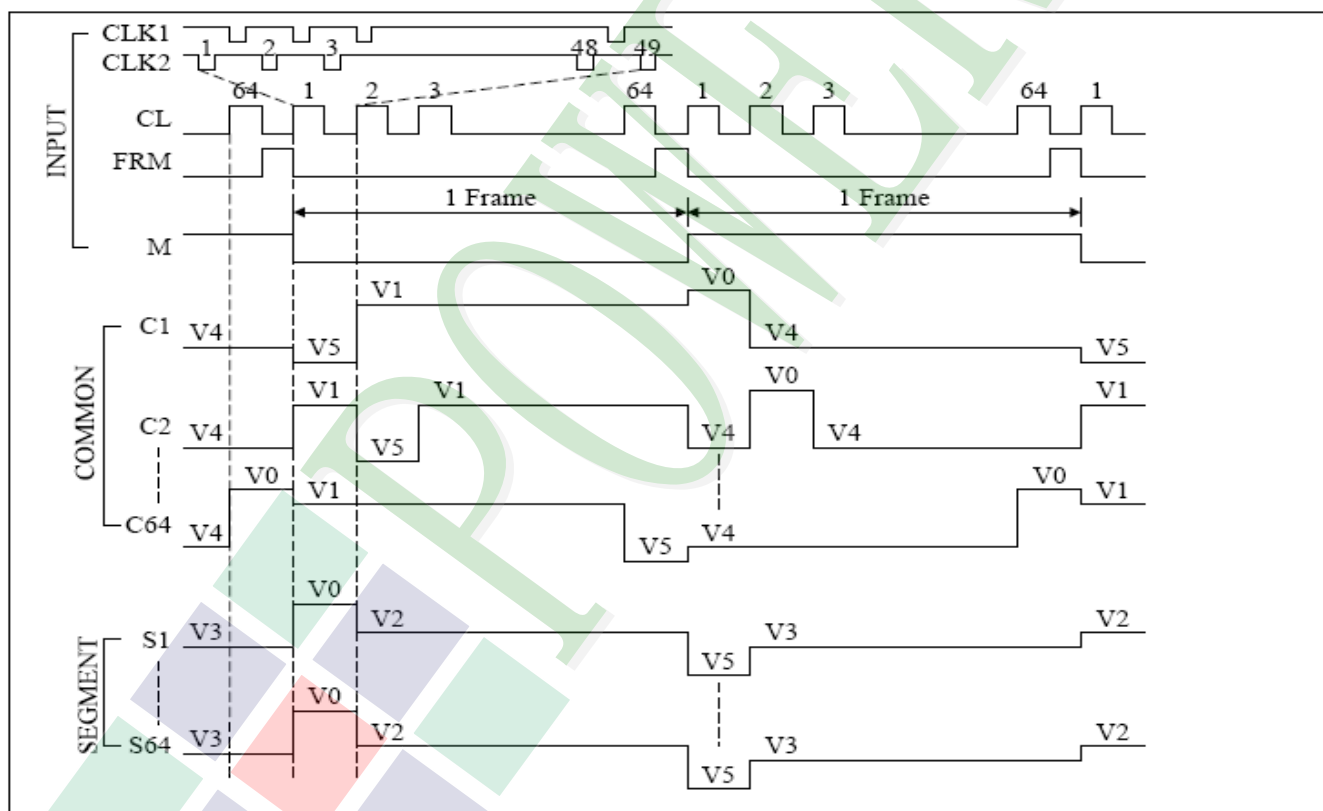 CLK1
CLK2
1 2 3 48 49
CL
64 1 2 3 64 1 2 3 64 1
FRM
INPUT
1 Frame 1 Frame
M
C1
V4 V5 V1 V0 V4 V5
C2
V4 V1 V5 V1 V4 V0 V4 V1
COMMON
C64
V4 V0 V1 V5 V4 V0 V1
S1
V3 V0 V2 V5 V3 V2
SEGMENT
S64
V3 V0 V2 V5 V3 V2
POWE